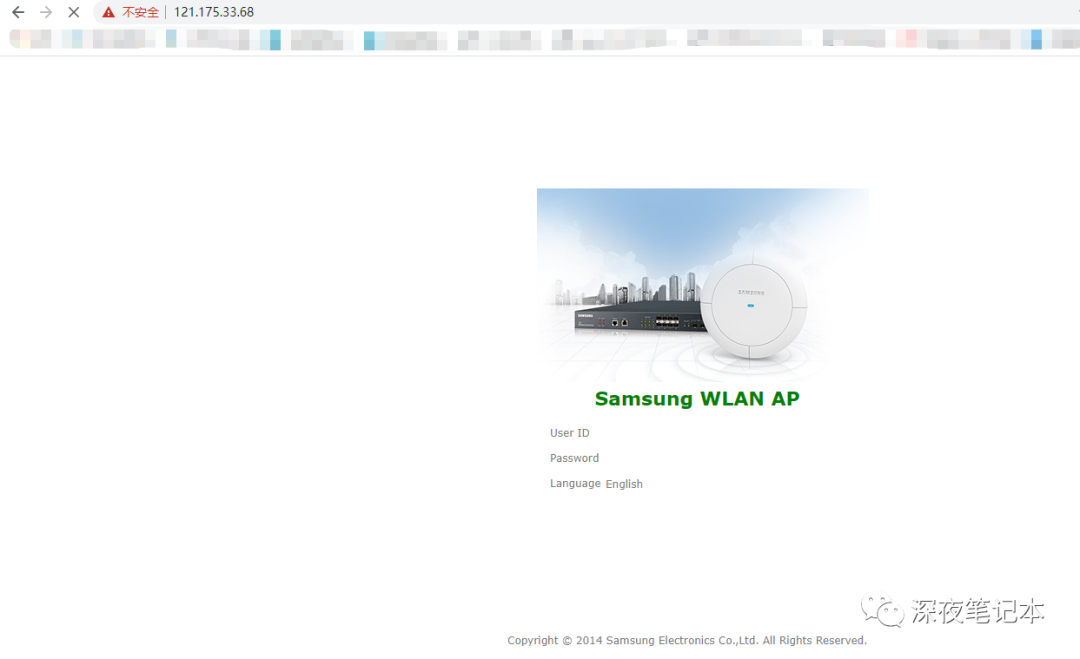 不安全 121.175.33.68
SAMSUNG
SAMSUNG
Samsung WLAN AP
User ID
Password
Language English
深夜笔记本
Copyright © 2014 Samsung Electronics Co.,Ltd. All Rights Reserved.